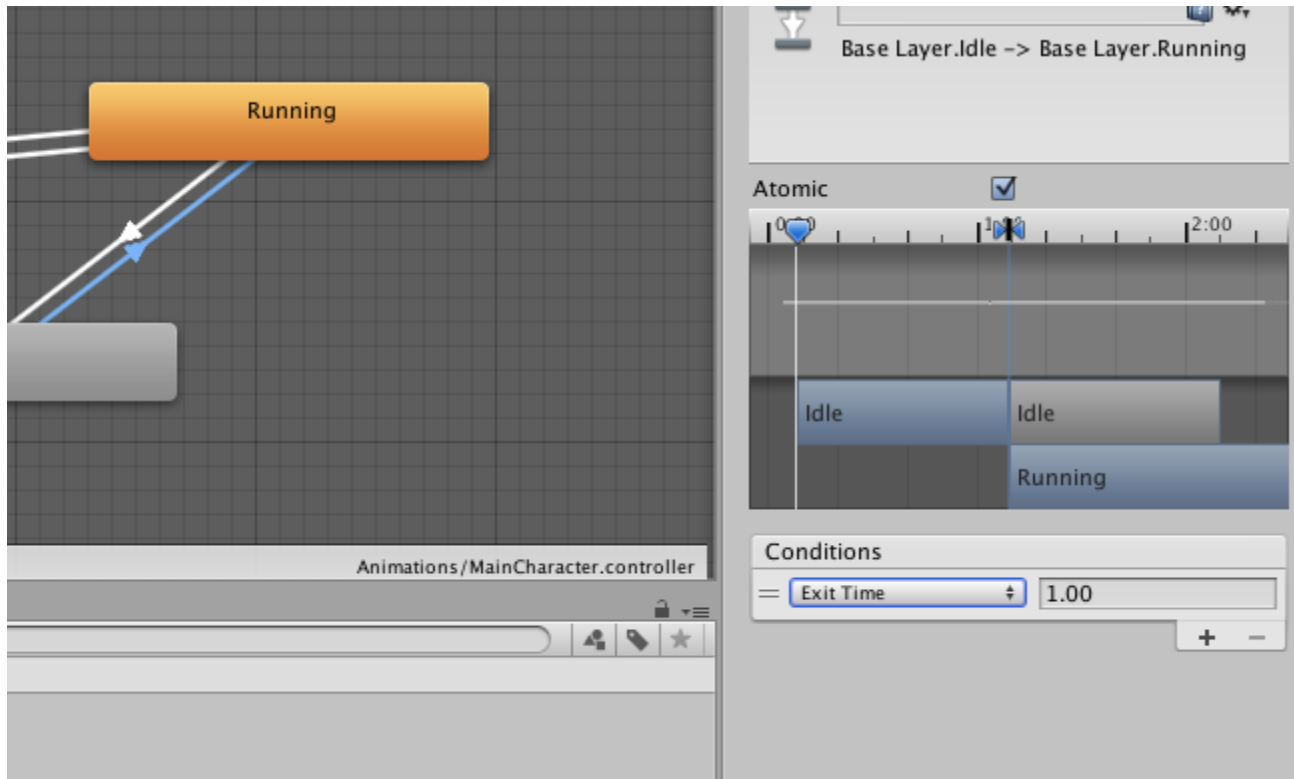 Base Layer.Idle -> Base Layer.Running
Running
Atomic
2:00
Idle
Idle
Running
Conditions
Animations/MainCharacter.controller
Exit Time
1.00
+ −